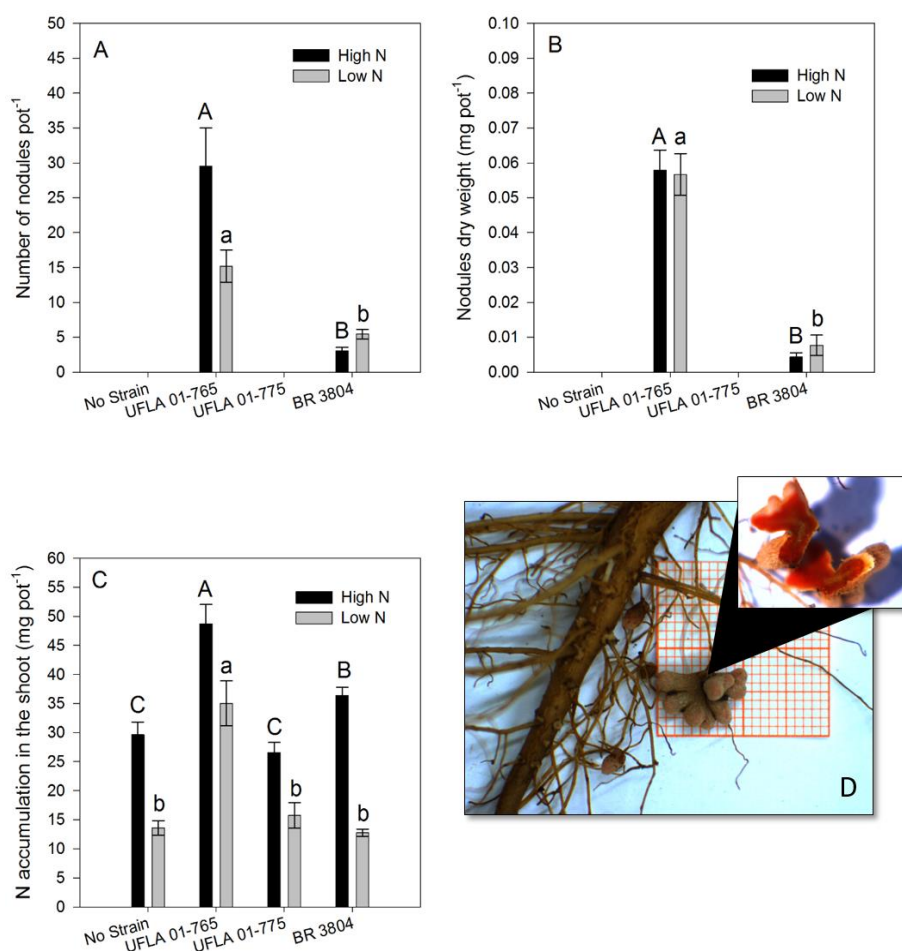 A
Number of nodules pot⁻¹
50
45
40
35
30
25
20
15
10
5
0
High N
Low N
A
a
B
b
No Strain
UFLA 01-765
UFLA 01-775
BR 3804
B
Nodules dry weight (mg pot⁻¹)
0.10
0.09
0.08
0.07
0.06
0.05
0.04
0.03
0.02
0.01
0.00
High N
Low N
A
a
B
b
No Strain
UFLA 01-765
UFLA 01-775
BR 3804
C
N accumulation in the shoot (mg pot⁻¹)
60
55
50
45
40
35
30
25
20
15
10
5
0
High N
Low N
C
b
A
a
C
b
B
b
No Strain
UFLA 01-765
UFLA 01-775
BR 3804
D